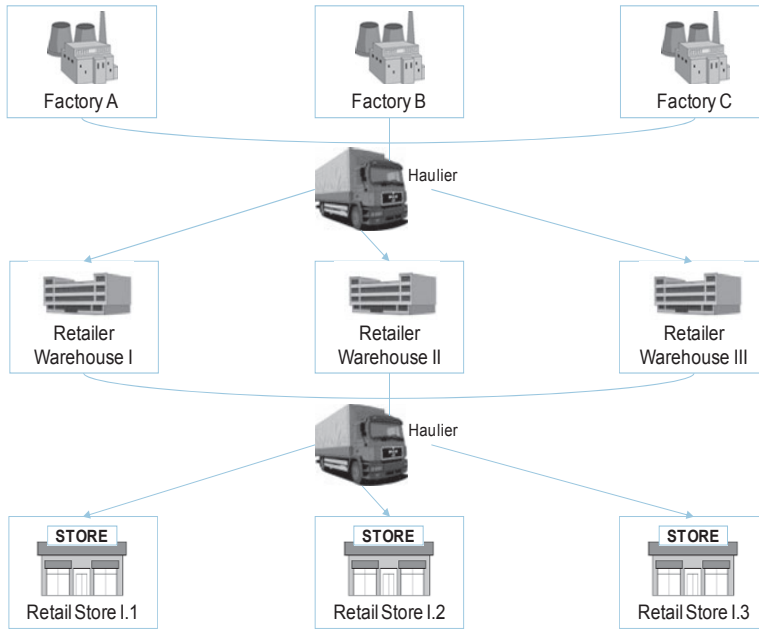 Factory A
Factory B
Factory C
Haulier
Retailer
Warehouse I
Retailer
Warehouse II
Retailer
Warehouse III
Haulier
STORE
STORE
STORE
Retail Store I.1
Retail Store I.2
Retail Store I.3